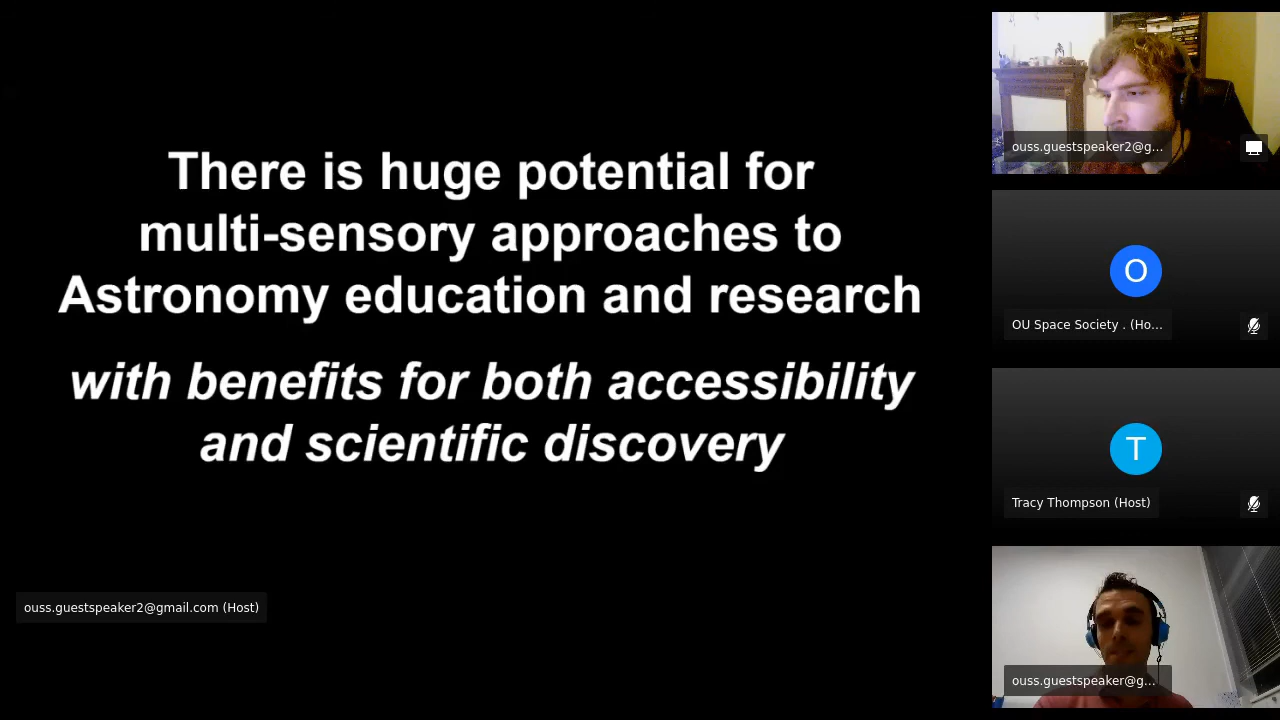 There is huge potential for
multi-sensory approaches to
Astronomy education and research
with benefits for both accessibility
and scientific discovery
ouss.guestspeaker2@gmail.com (Host)
ouss.guestspeaker2@g...
O
OU Space Society . (Ho...
T
Tracy Thompson (Host)
ouss.guestspeaker@g...